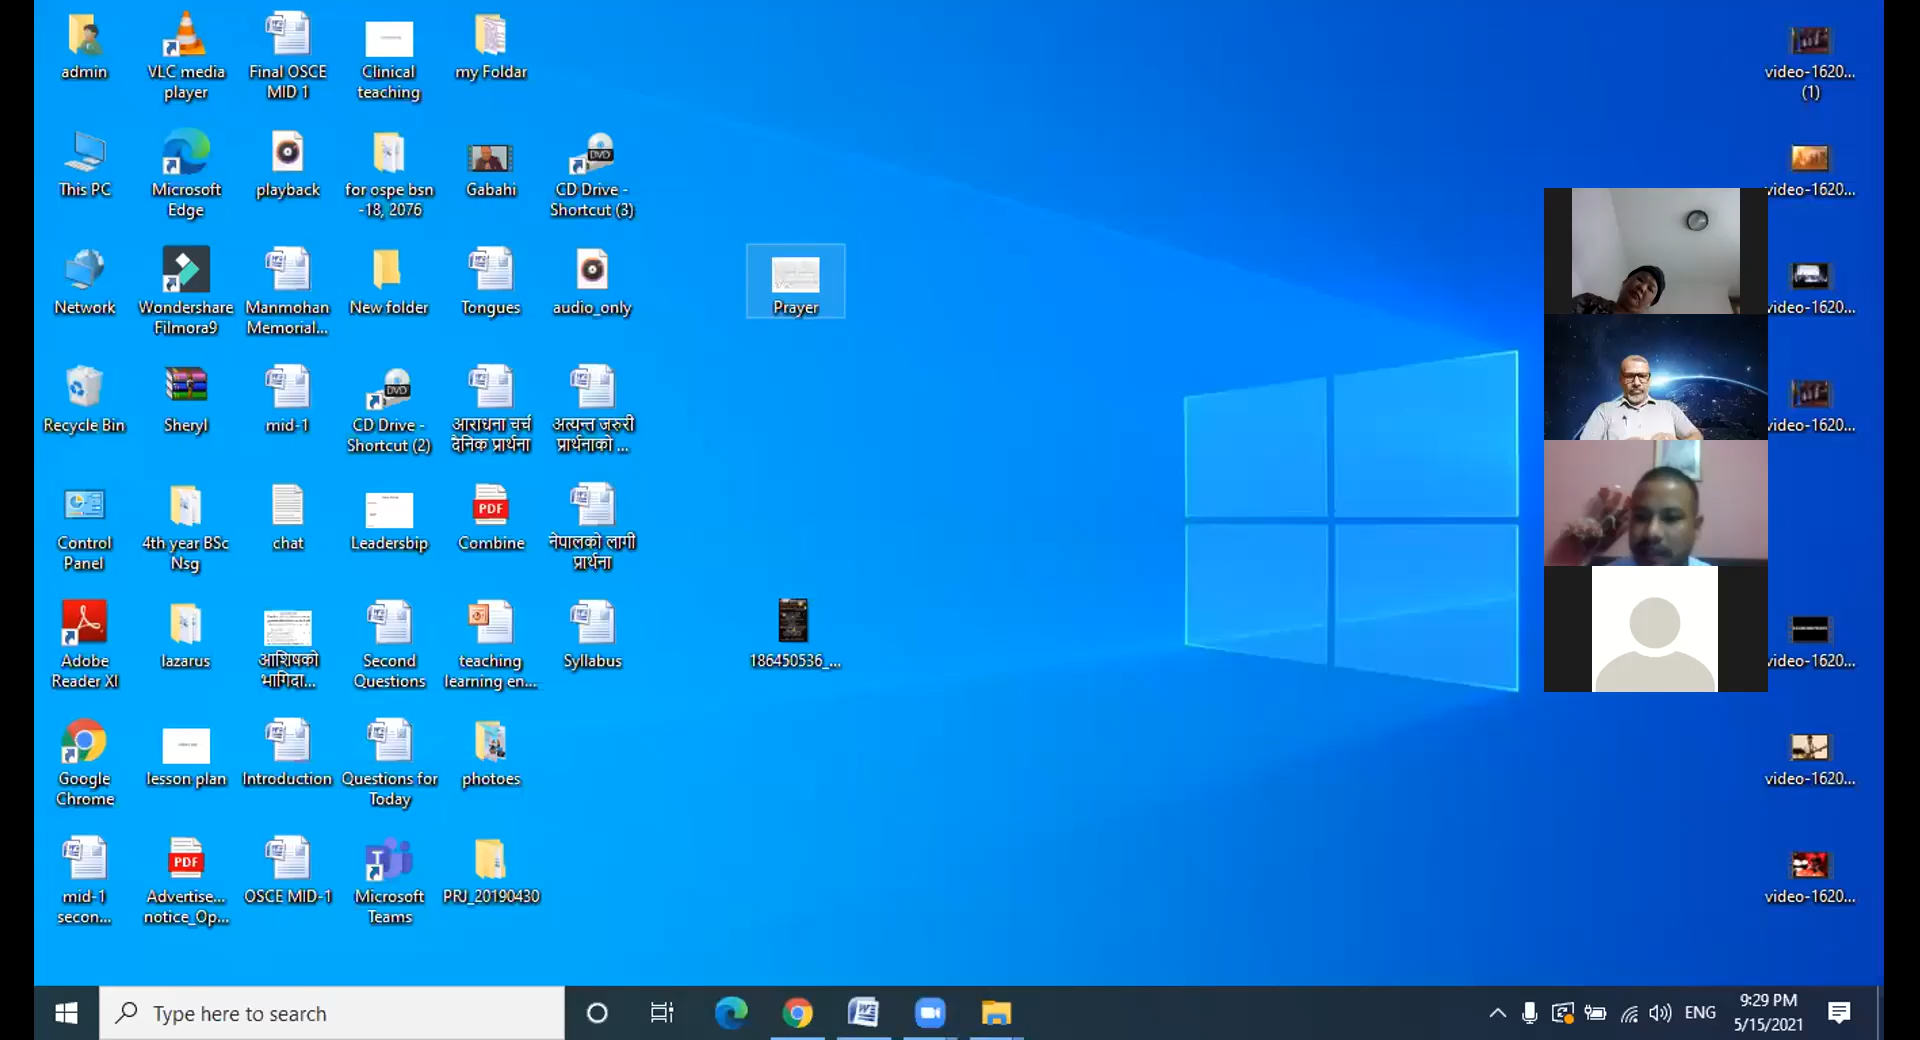 admin
VLC media
player
Final OSCE
MID 1
Clinical
teaching
my Foldar
video-1620...
(1)
This PC
Microsoft
Edge
playback
for ospe bsn
-18, 2076
Gabahi
CD Drive -
Shortcut (3)
video-1620...
Network
Wondershare
Filmora9
Manmohan
Memorial...
New folder
Tongues
audio_only
Prayer
video-1620...
Recycle Bin
Sheryl
mid-1
CD Drive -
Shortcut (2)
आराधना चर्च
दैनिक प्रार्थना
अत्यन्त जरुरी
प्रार्थनाको ...
video-1620...
Control
Panel
4th year BSc
Nsg
chat
Leadership
PDF
Combine
नेपालको लागी
प्रार्थना
Adobe
Reader XI
lazarus
आशिषको
भागिदा...
Second
Questions
teaching
learning en...
Syllabus
186450536_...
video-1620...
Google
Chrome
lesson plan
Introduction
Questions for
Today
photoes
video-1620...
mid-1
secon...
PDF
Advertise...
notice_Op...
OSCE MID-1
Microsoft
Teams
PRJ_20190430
video-1620...
Type here to search
ENG
9:29 PM
5/15/2021